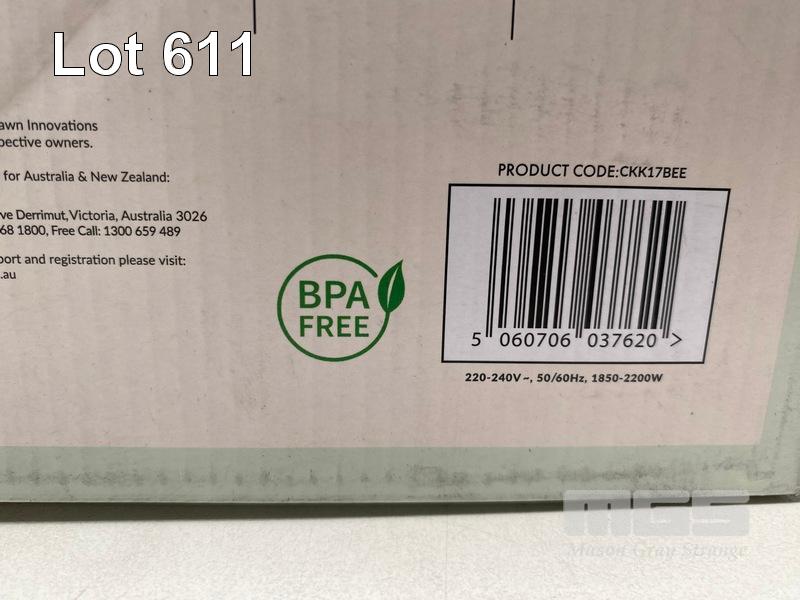 Lot 611
awn Innovations
pective owners.
for Australia & New Zealand:
ve Derrimut, Victoria, Australia 3026
68 1800, Free Call: 1300 659 489
port and registration please visit:
.au
BPA
FREE
PRODUCT CODE:CKK17BEE
5 060706 037620 >
220-240V~, 50/60Hz, 1850-2200W
MGS
Mason Gray Strange